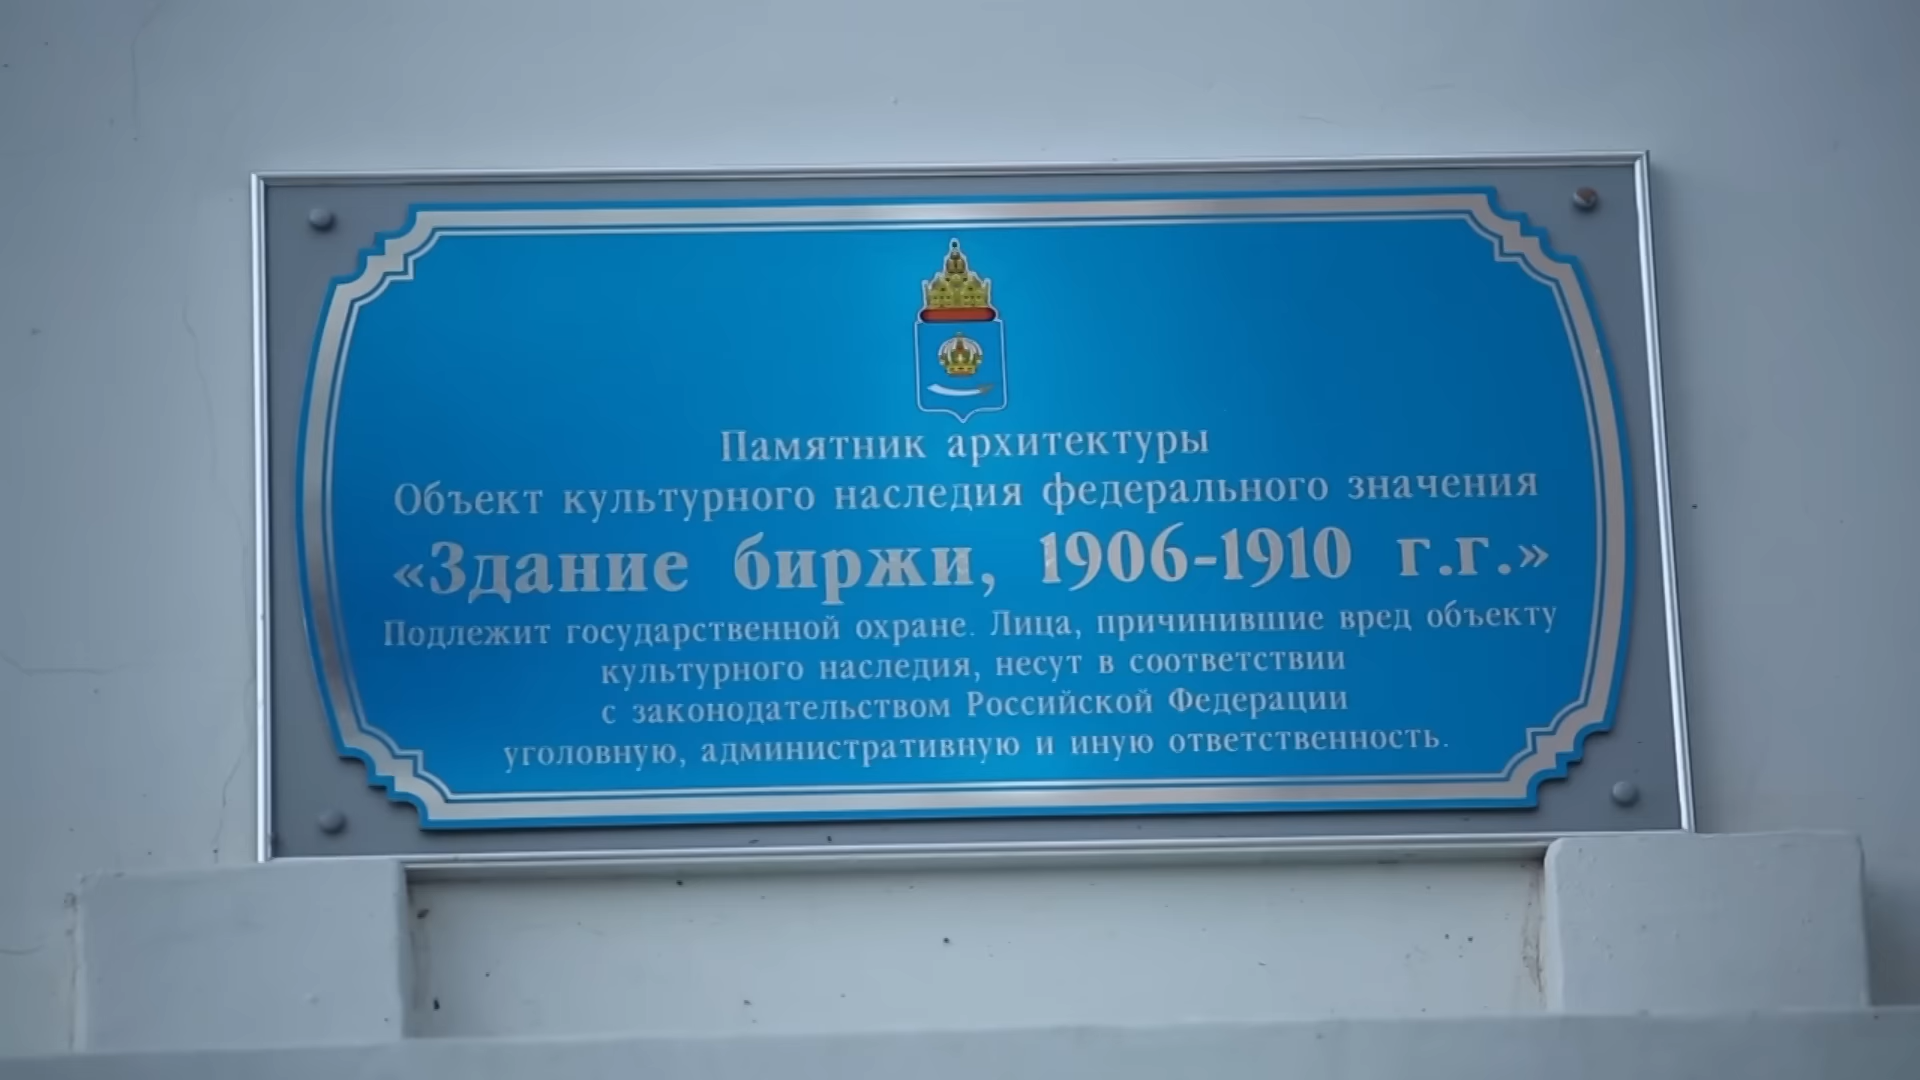 Памятник архитектуры
Объект культурного наследия федерального значения
«Здание биржи, 1906-1910 г.г.»
Подлежит государственной охране. Лица, причинившие вред объекту
культурного наследия, несут в соответствии
с законодательством Российской Федерации
уголовную, административную и иную ответственность.